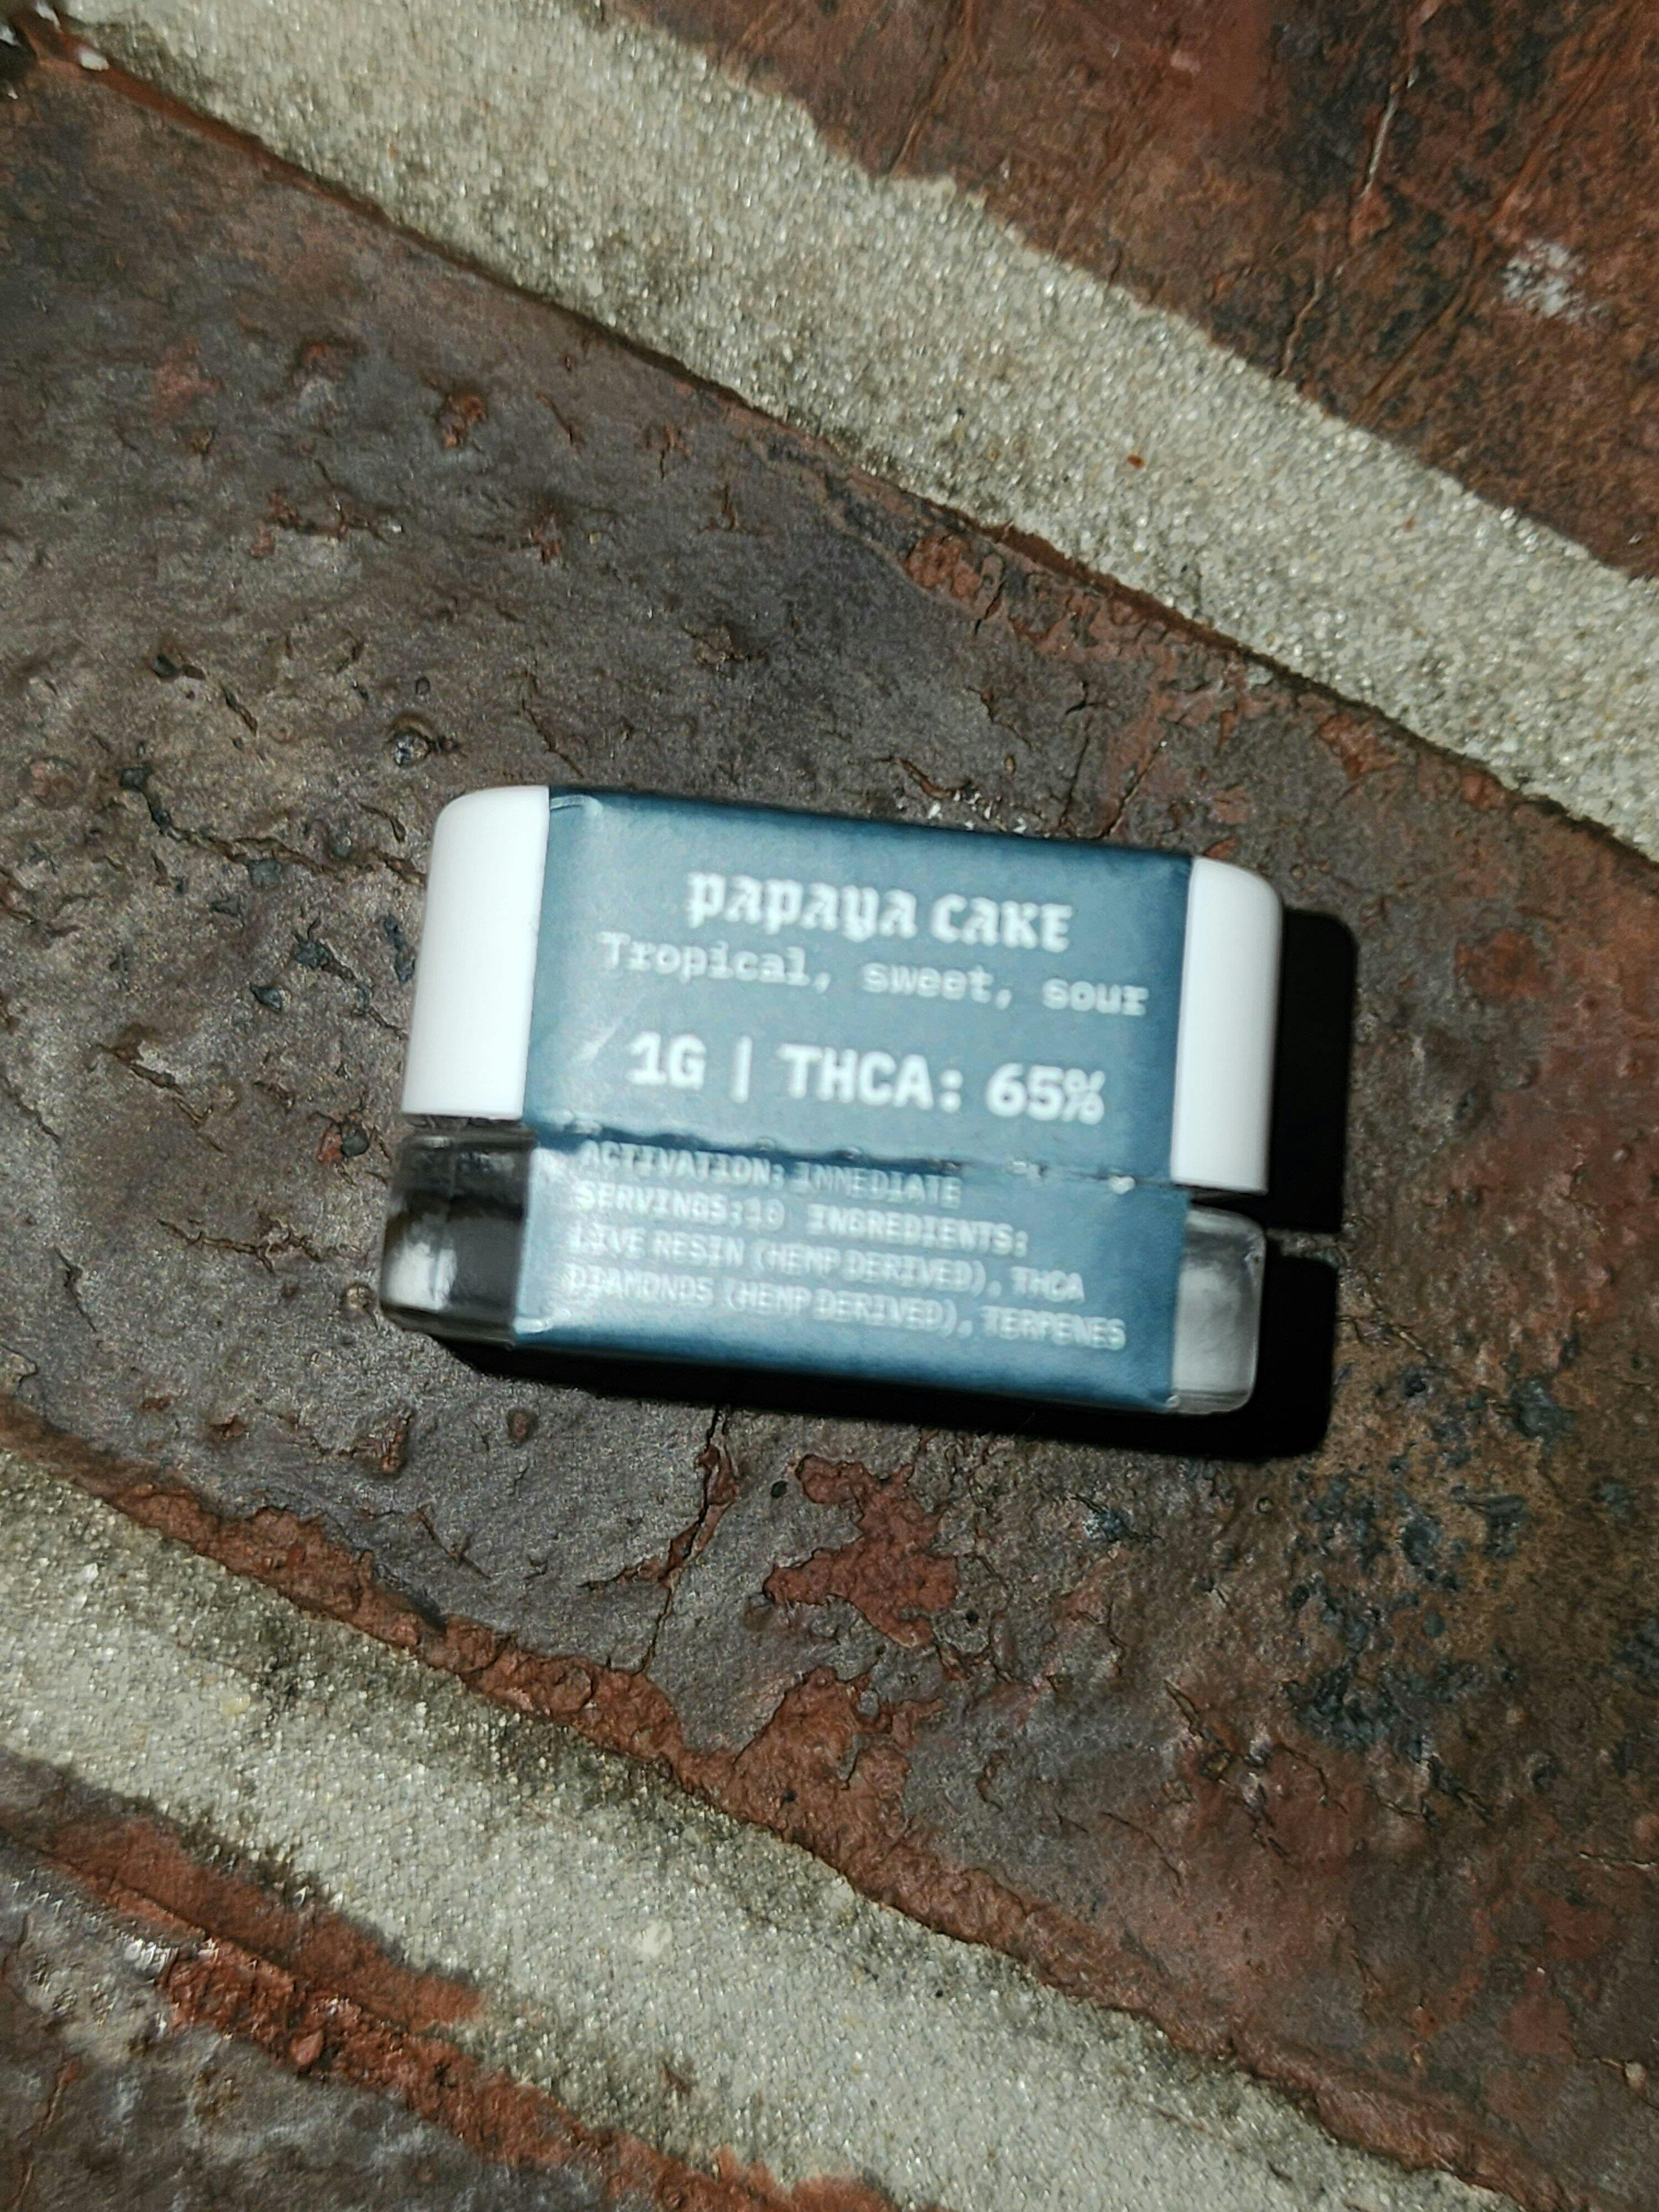 papaya CAKE
Tropical, sweet, sour
1G | THCA: 65%
ACTIVATION: IMMEDIATE
SERVINGS:10 INGREDIENTS:
LIVE RESIN (HEMP DERIVED), THCA
DIAMONDS (HEMP DERIVED), TERPENES